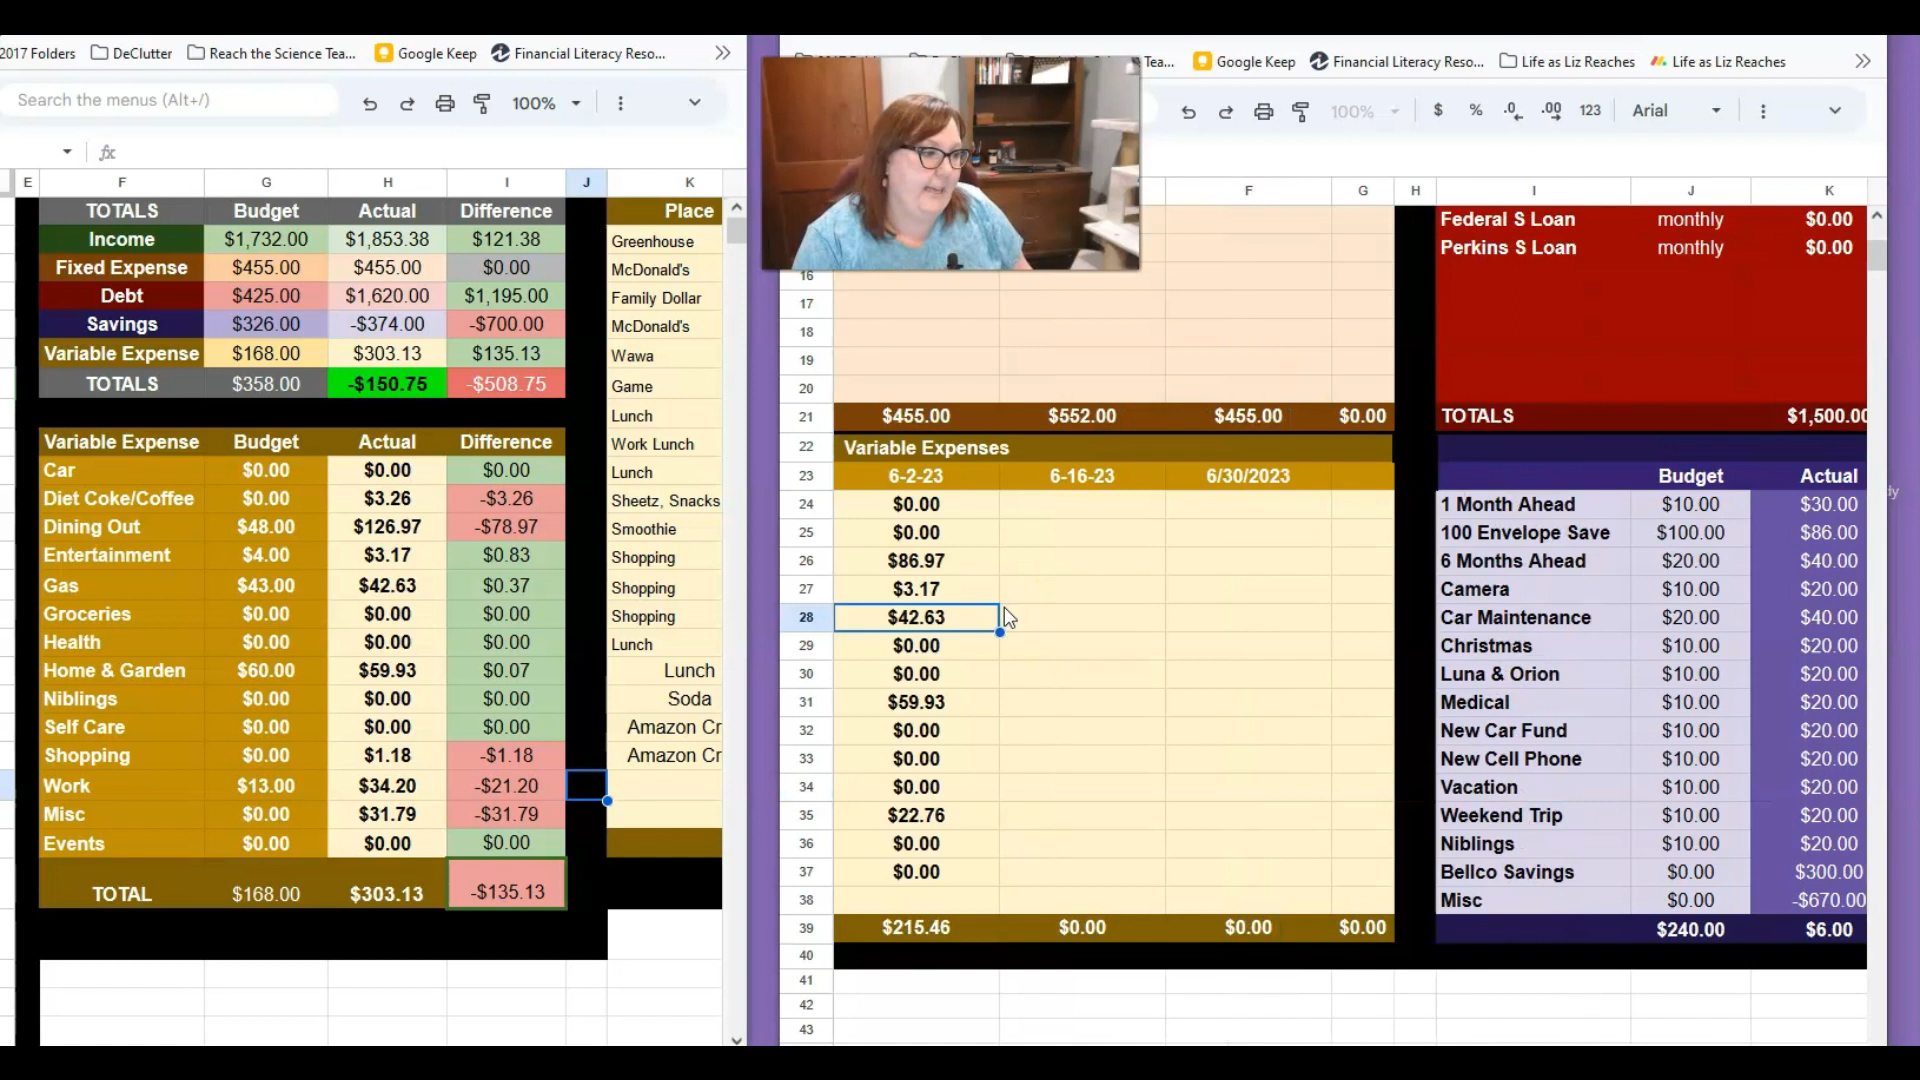 2017 Folders DeClutter Reach the Science Tea... Google Keep Financial Literacy Reso...
Search the menus (Alt+/) 100%
fx
E F G H I J K
TOTALS Budget Actual Difference Place
Income $1,732.00 $1,853.38 $121.38 Greenhouse
Fixed Expense $455.00 $455.00 $0.00 McDonald's
Debt $425.00 $1,620.00 $1,195.00 Family Dollar
Savings $326.00 -$374.00 -$700.00 McDonald's
Variable Expense $168.00 $303.13 $135.13 Wawa
TOTALS $358.00 -$150.75 -$508.75 Game
Lunch
Variable Expense Budget Actual Difference Work Lunch
Car $0.00 $0.00 $0.00 Lunch
Diet Coke/Coffee $0.00 $3.26 -$3.26 Sheetz, Snacks
Dining Out $48.00 $126.97 -$78.97 Smoothie
Entertainment $4.00 $3.17 $0.83 Shopping
Gas $43.00 $42.63 $0.37 Shopping
Groceries $0.00 $0.00 $0.00 Shopping
Health $0.00 $0.00 $0.00 Lunch
Home & Garden $60.00 $59.93 $0.07 Lunch
Niblings $0.00 $0.00 $0.00 Soda
Self Care $0.00 $0.00 $0.00 Amazon Cr
Shopping $0.00 $1.18 -$1.18 Amazon Cr
Work $13.00 $34.20 -$21.20
Misc $0.00 $31.79 -$31.79
Events $0.00 $0.00 $0.00
TOTAL $168.00 $303.13 -$135.13
Tea... Google Keep Financial Literacy Reso... Life as Liz Reaches Life as Liz Reaches
100% $ % .0 .00 123 Arial
F G H I J K
Federal S Loan monthly $0.00
Perkins S Loan monthly $0.00
16
17
18
19
20
21 $455.00 $552.00 $455.00 $0.00 TOTALS $1,500.00
22 Variable Expenses
23 6-2-23 6-16-23 6/30/2023 Budget Actual
24 $0.00 1 Month Ahead $10.00 $30.00
25 $0.00 100 Envelope Save $100.00 $86.00
26 $86.97 6 Months Ahead $20.00 $40.00
27 $3.17 Camera $10.00 $20.00
28 $42.63 Car Maintenance $20.00 $40.00
29 $0.00 Christmas $10.00 $20.00
30 $0.00 Luna & Orion $10.00 $20.00
31 $59.93 Medical $10.00 $20.00
32 $0.00 New Car Fund $10.00 $20.00
33 $0.00 New Cell Phone $10.00 $20.00
34 $0.00 Vacation $10.00 $20.00
35 $22.76 Weekend Trip $10.00 $20.00
36 $0.00 Niblings $10.00 $20.00
37 $0.00 Bellco Savings $0.00 $300.00
38 Misc $0.00 -$670.00
39 $215.46 $0.00 $0.00 $0.00 $240.00 $6.00
40
41
42
43